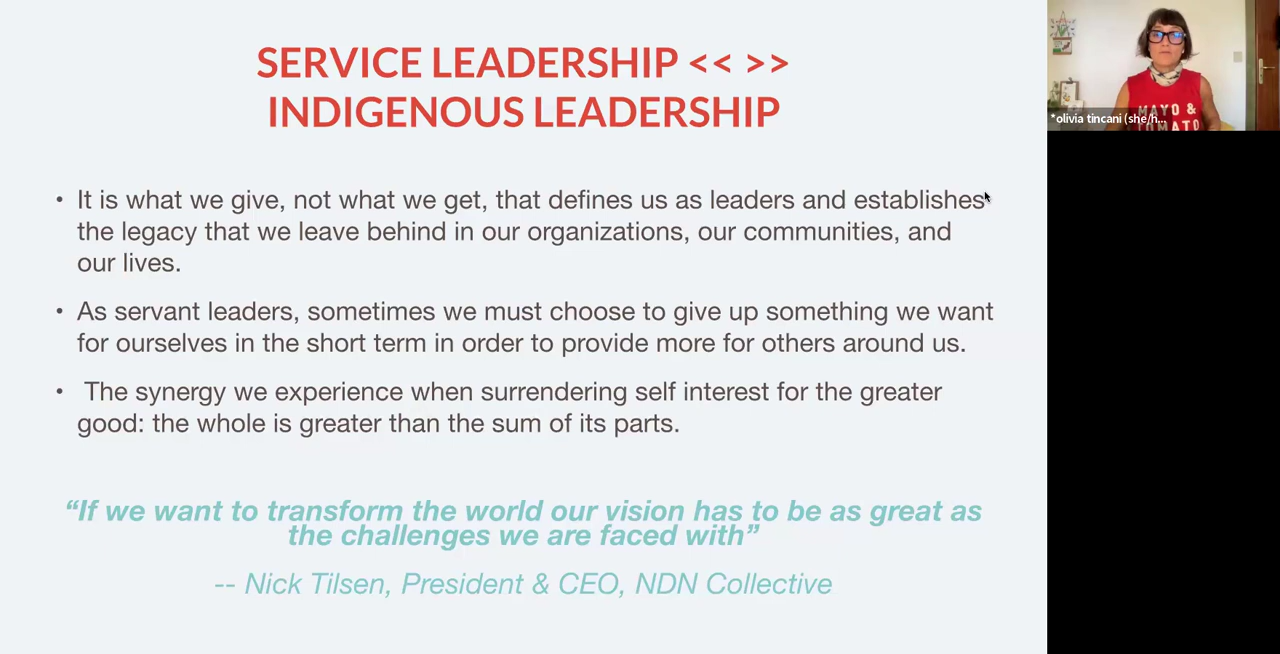 SERVICE LEADERSHIP << >>
INDIGENOUS LEADERSHIP
• It is what we give, not what we get, that defines us as leaders and establishes
the legacy that we leave behind in our organizations, our communities, and
our lives.
• As servant leaders, sometimes we must choose to give up something we want
for ourselves in the short term in order to provide more for others around us.
• The synergy we experience when surrendering self interest for the greater
good: the whole is greater than the sum of its parts.
“If we want to transform the world our vision has to be as great as
the challenges we are faced with”
-- Nick Tilsen, President & CEO, NDN Collective
MAYO &
TOMATO
*olivia tincani (she/h...